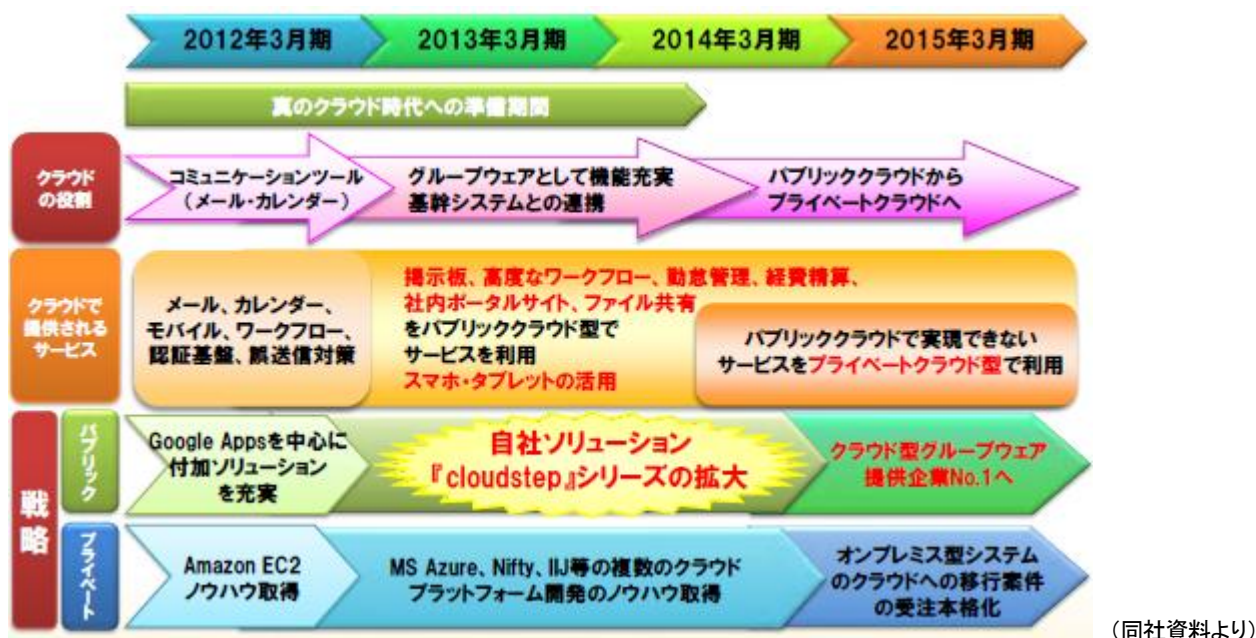 2012年3月期
2013年3月期
2014年3月期
2015年3月期
真のクラウド時代への準備期間
クラウド
の役割
コミュニケーションツール
（メール・カレンダー）
グループウェアとして機能充実
基幹システムとの連携
パブリッククラウドから
プライベートクラウドへ
クラウドで
提供される
サービス
メール、カレンダー、
モバイル、ワークフロー、
認証基盤、誤送信対策
掲示板、高度なワークフロー、勤怠管理、経費精算、
社内ポータルサイト、ファイル共有
をパブリッククラウド型で
サービスを利用
スマホ・タブレットの活用
パブリッククラウドで実現できない
サービスをプライベートクラウド型で利用
戦略
パブリック
Google Appsを中心に
付加ソリューション
を充実
自社ソリューション
『cloudstep』シリーズの拡大
クラウド型グループウェア
提供企業No.1へ
プライベート
Amazon EC2
ノウハウ取得
MS Azure、Nifty、IIJ等の複数のクラウド
プラットフォーム開発のノウハウ取得
オンプレミス型システム
のクラウドへの移行案件
の受注本格化
（同社資料より）